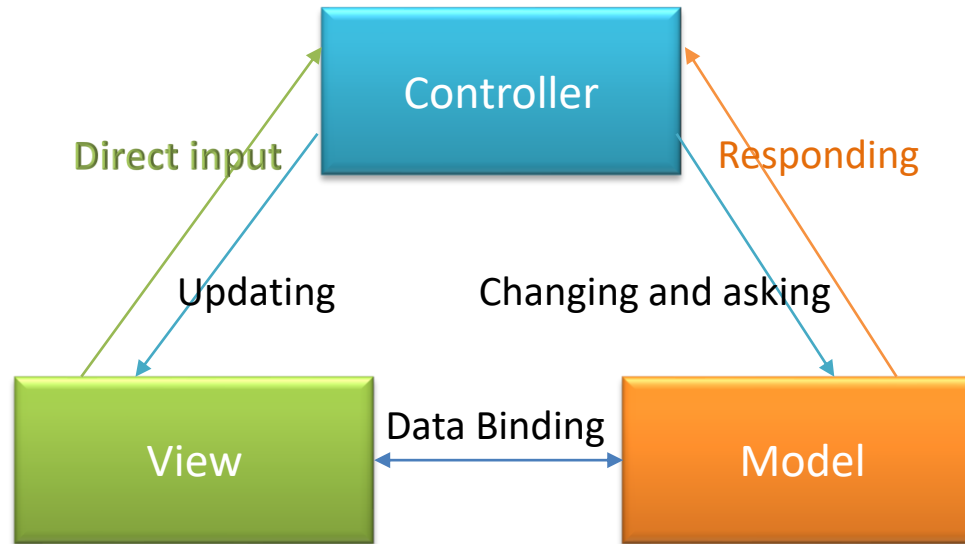 Controller
Direct input
Responding
Updating
Changing and asking
Data Binding
View
Model